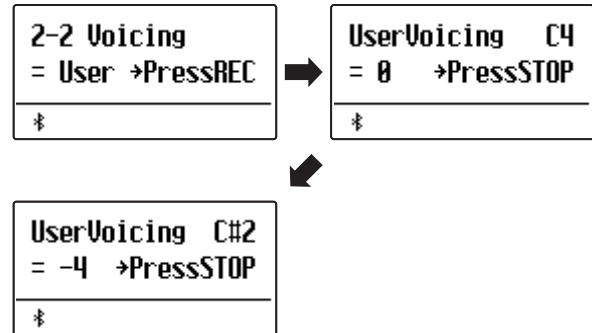 2-2 Voicing
= User →PressREC
UserVoicing C4
= 0 →PressSTOP
UserVoicing C#2
= -4 →PressSTOP